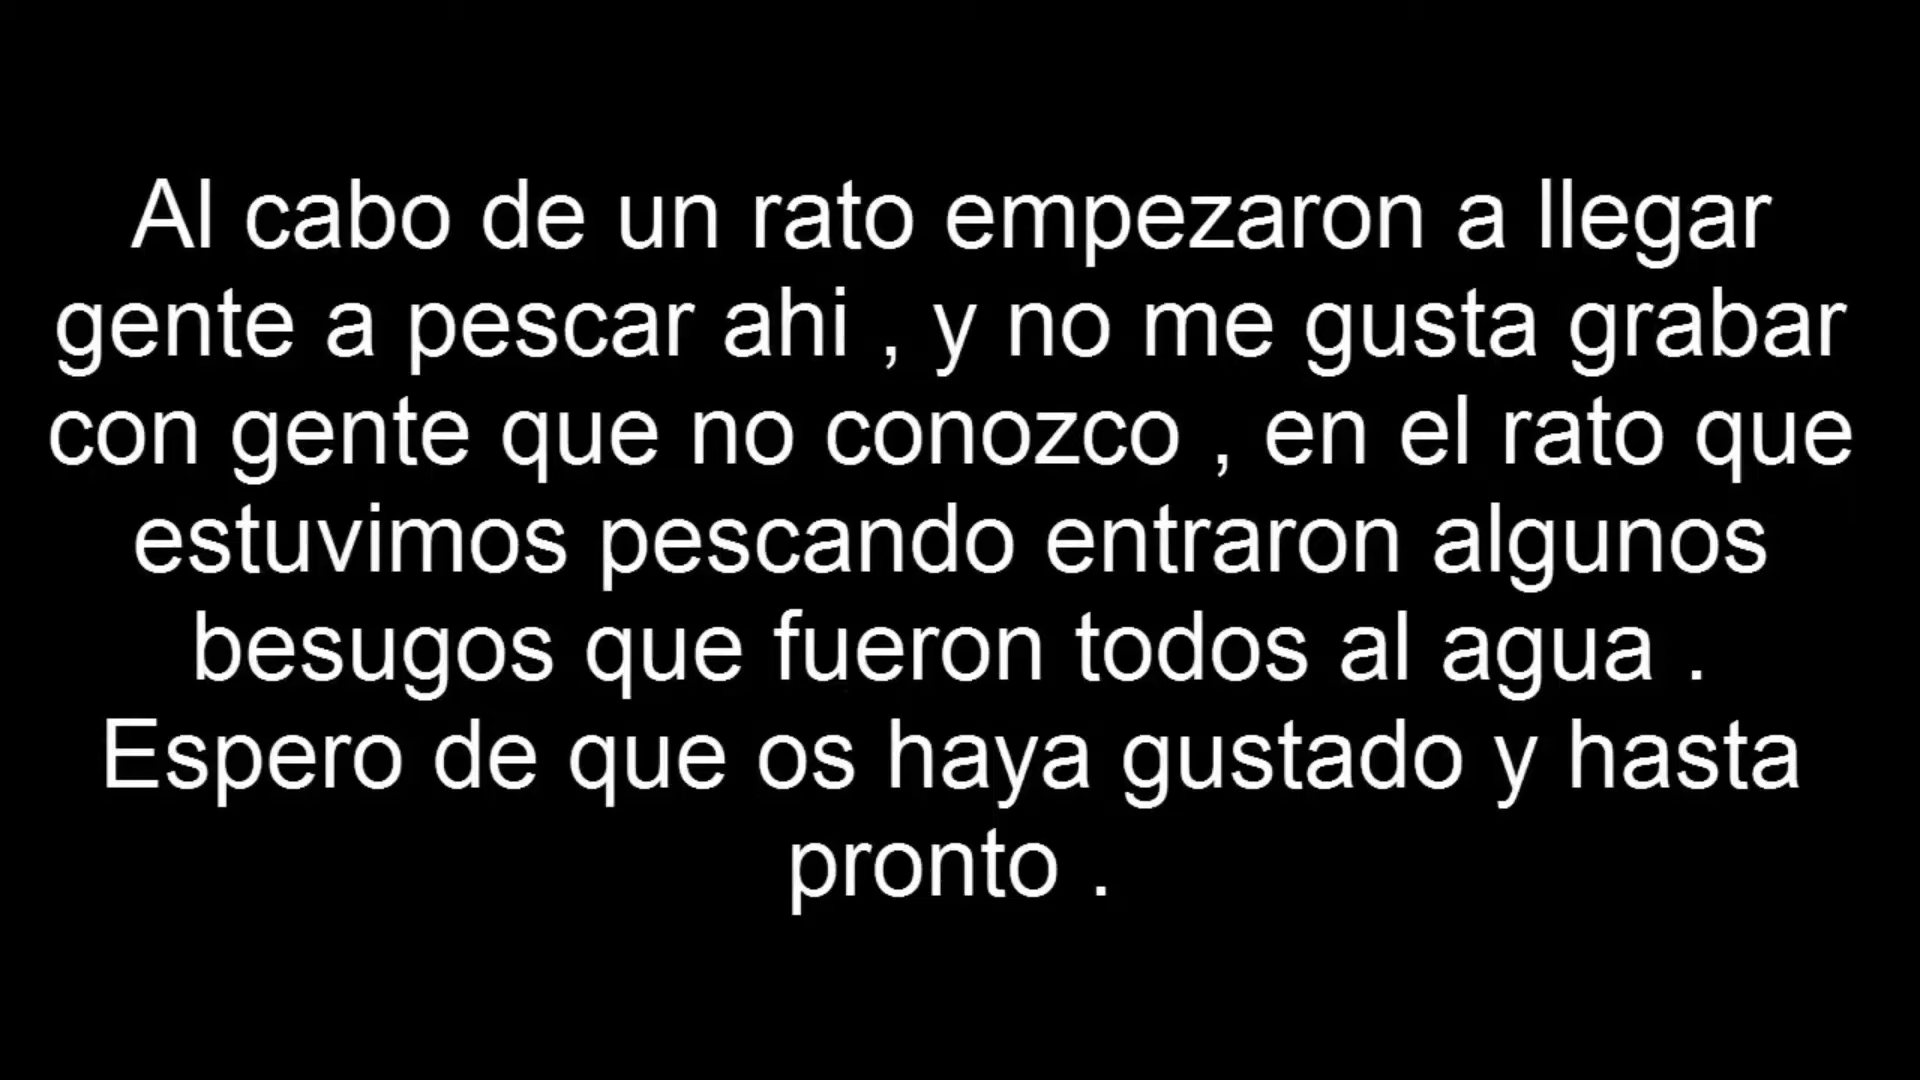 Al cabo de un rato empezaron a llegar
gente a pescar ahi , y no me gusta grabar
con gente que no conozco , en el rato que
estuvimos pescando entraron algunos
besugos que fueron todos al agua .
Espero de que os haya gustado y hasta
pronto .